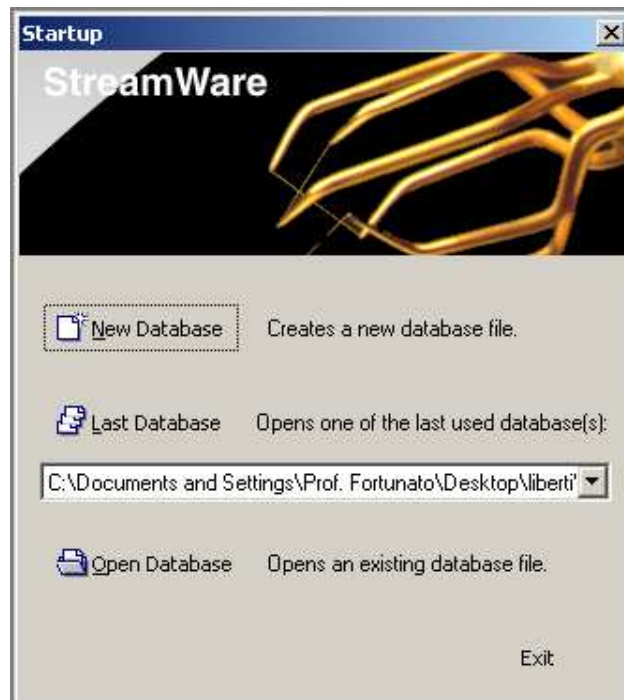 Startup
StreamWare
New Database Creates a new database file.
Last Database Opens one of the last used database(s):
C:\Documents and Settings\Prof. Fortunato\Desktop\liberti'
Open Database Opens an existing database file.
Exit